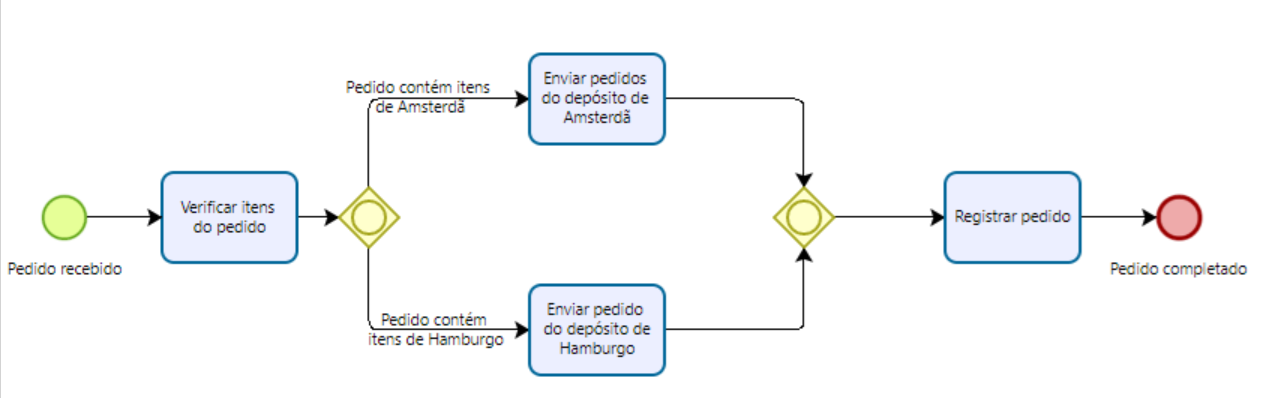 Pedido recebido
Verificar itens
do pedido
Pedido contém itens
de Amsterdã
Enviar pedidos
do depósito de
Amsterdã
Pedido contém
itens de Hamburgo
Enviar pedido
do depósito de
Hamburgo
Registrar pedido
Pedido completado